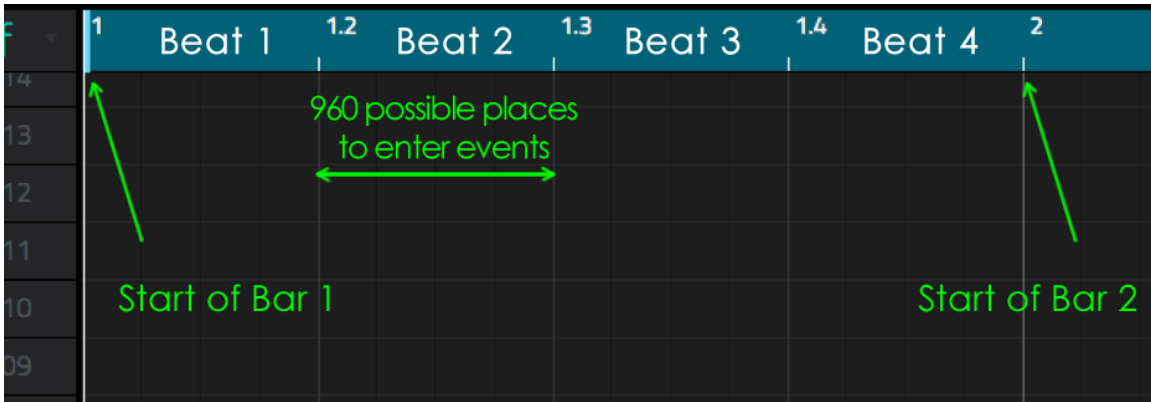 f
1
Beat 1
1.2
Beat 2
1.3
Beat 3
1.4
Beat 4
2
14
960 possible places
to enter events
13
12
11
Start of Bar 1
Start of Bar 2
10
09